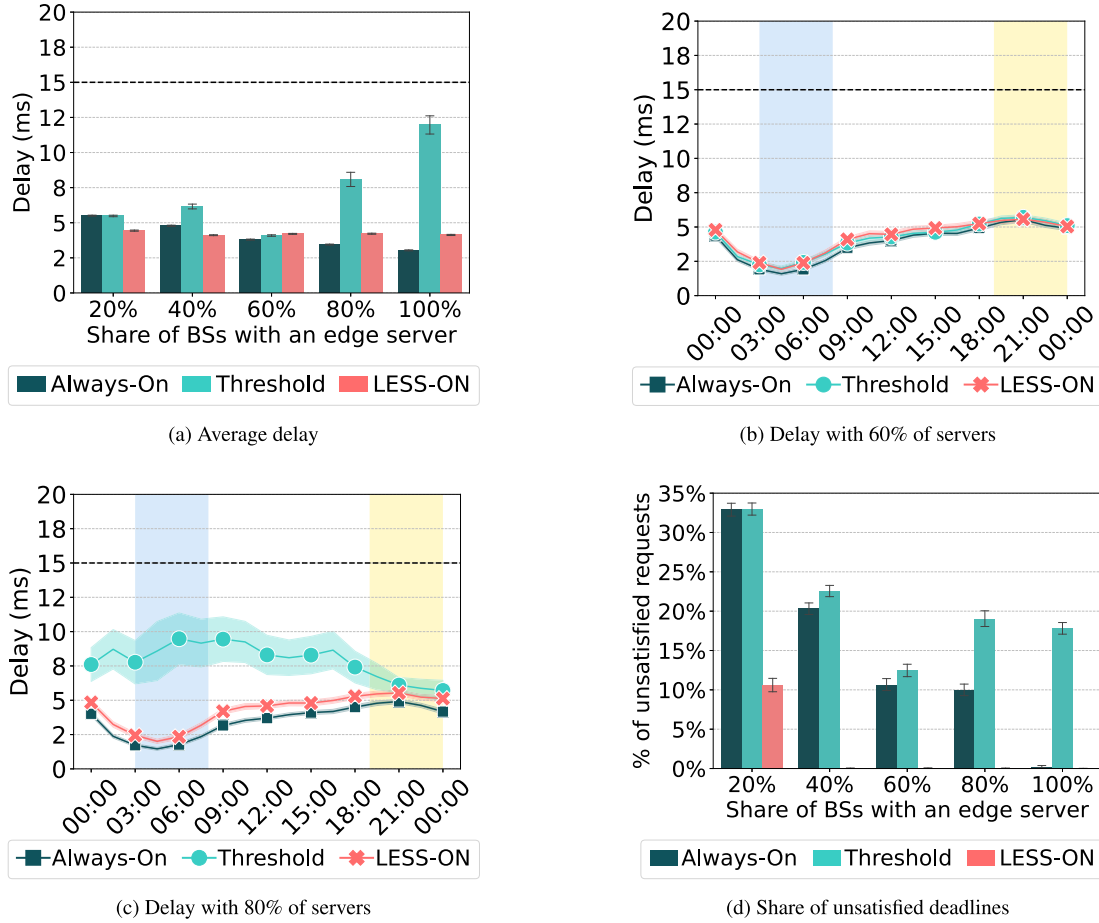 20
18
15
12
10
8
5
2
0
Delay (ms)
20% 40% 60% 80% 100%
Share of BSs with an edge server
Always-On Threshold LESS-ON
(a) Average delay
20
18
15
12
10
8
5
2
0
Delay (ms)
00:00 03:00 06:00 09:00 12:00 15:00 18:00 21:00 00:00
Always-On Threshold LESS-ON
(b) Delay with 60% of servers
20
18
15
12
10
8
5
2
0
Delay (ms)
00:00 03:00 06:00 09:00 12:00 15:00 18:00 21:00 00:00
Always-On Threshold LESS-ON
(c) Delay with 80% of servers
35%
30%
25%
20%
15%
10%
5%
0%
% of unsatisfied requests
20% 40% 60% 80% 100%
Share of BSs with an edge server
Always-On Threshold LESS-ON
(d) Share of unsatisfied deadlines